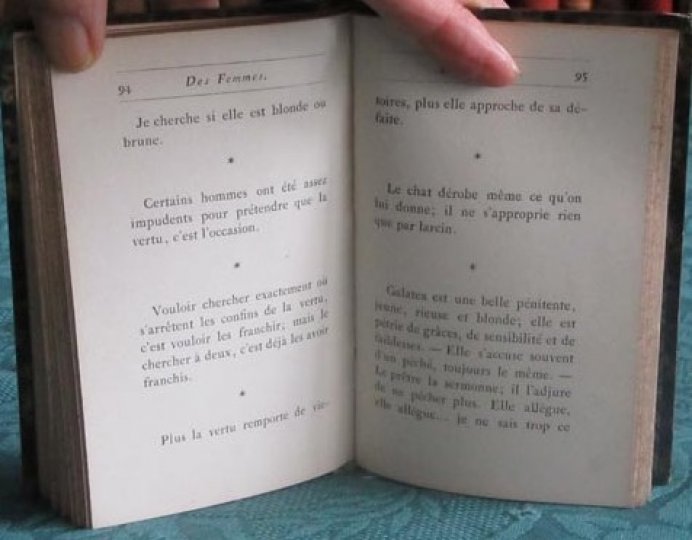 94
Des Femmes.
Je cherche si elle est blonde ou
brune.
*
Certains hommes ont été assez
impudents pour prétendre que la
vertu, c'est l'occasion.
*
Vouloir chercher exactement où
s'arrêtent les confins de la vertu,
c'est vouloir les franchir; mais le
chercher à deux, c'est déjà les avoir
franchis.
*
Plus la vertu remporte de vic-
95
toires, plus elle approche de sa dé-
faite.
*
Le chat dérobe même ce qu'on
lui donne; il ne s'approprie rien
que par larcin.
*
Galatea est une belle pénitente,
jeune, rieuse et blonde; elle est
pétrie de grâces, de sensibilité et de
faiblesses. — Elle s'accuse souvent
d'un péché, toujours le même. —
Le prêtre la sermonne; il l'adjure
de ne pécher plus. Elle allègue,
elle allègue... je ne sais trop ce